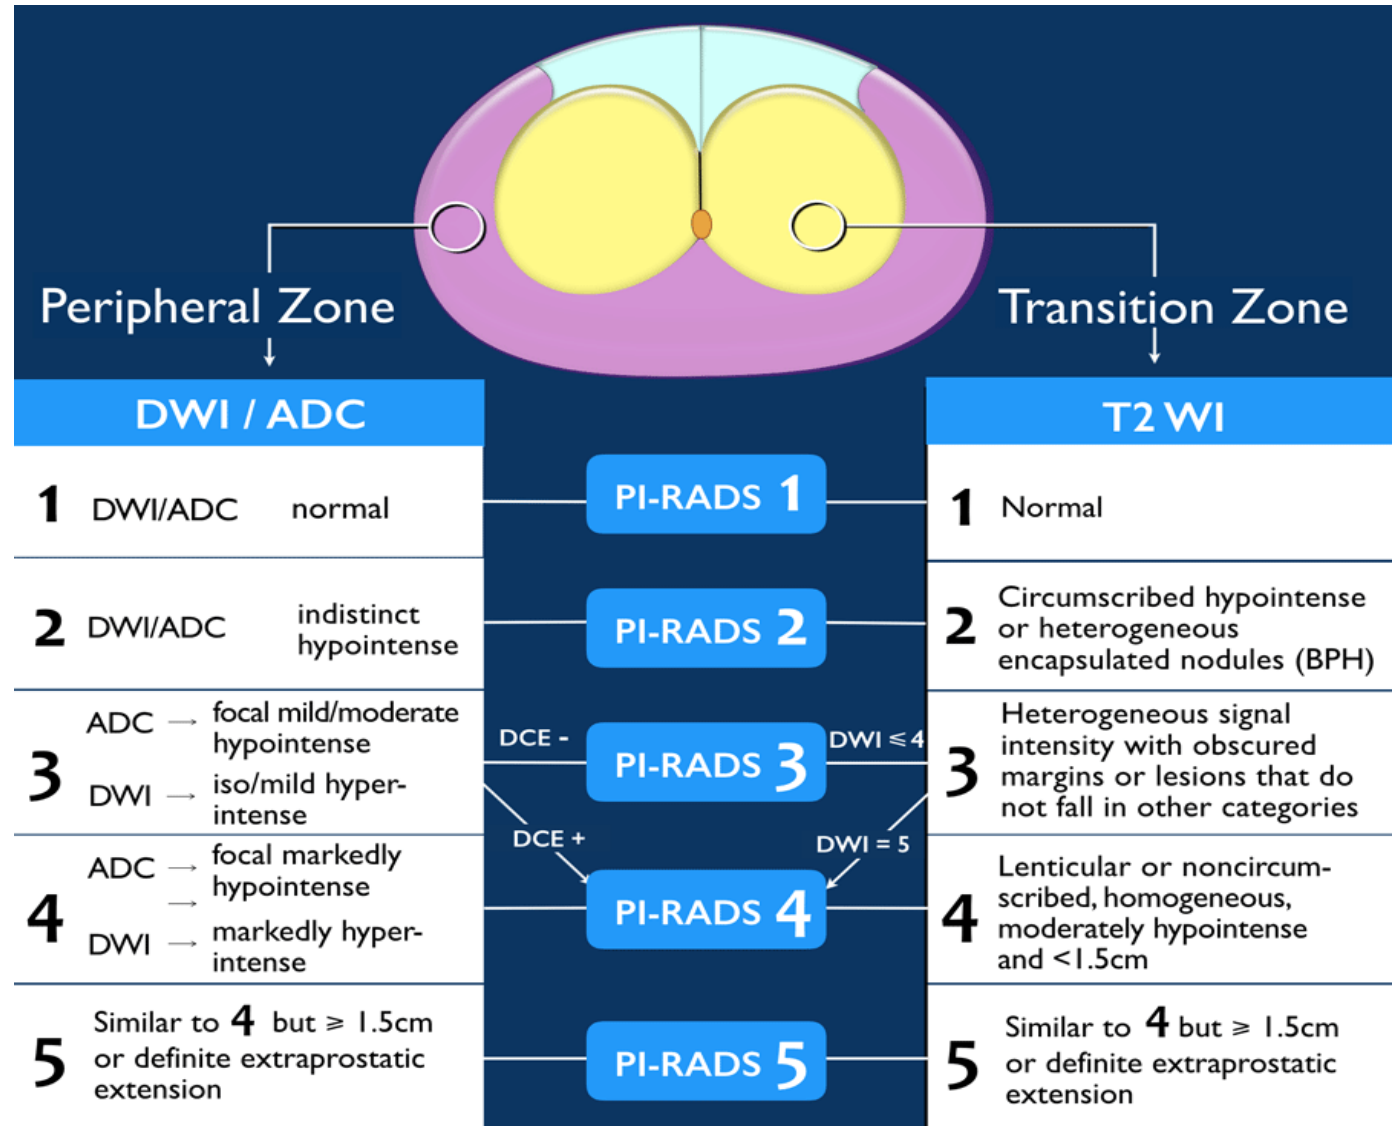 Peripheral Zone
Transition Zone
DWI / ADC
1 DWI/ADC normal
2 DWI/ADC indistinct
hypointense
3 ADC → focal mild/moderate
hypointense
DWI → iso/mild hyper-
intense
4 ADC → focal markedly
hypointense
→
DWI → markedly hyper-
intense
5 Similar to 4 but ⩾ 1.5cm
or definite extraprostatic
extension
PI-RADS 1
PI-RADS 2
DCE -
PI-RADS 3
DWI ⩽ 4
DCE +
DWI = 5
PI-RADS 4
PI-RADS 5
T2 WI
1 Normal
2 Circumscribed hypointense
or heterogeneous
encapsulated nodules (BPH)
3 Heterogeneous signal
intensity with obscured
margins or lesions that do
not fall in other categories
4 Lenticular or noncircum-
scribed, homogeneous,
moderately hypointense
and <1.5cm
5 Similar to 4 but ⩾ 1.5cm
or definite extraprostatic
extension